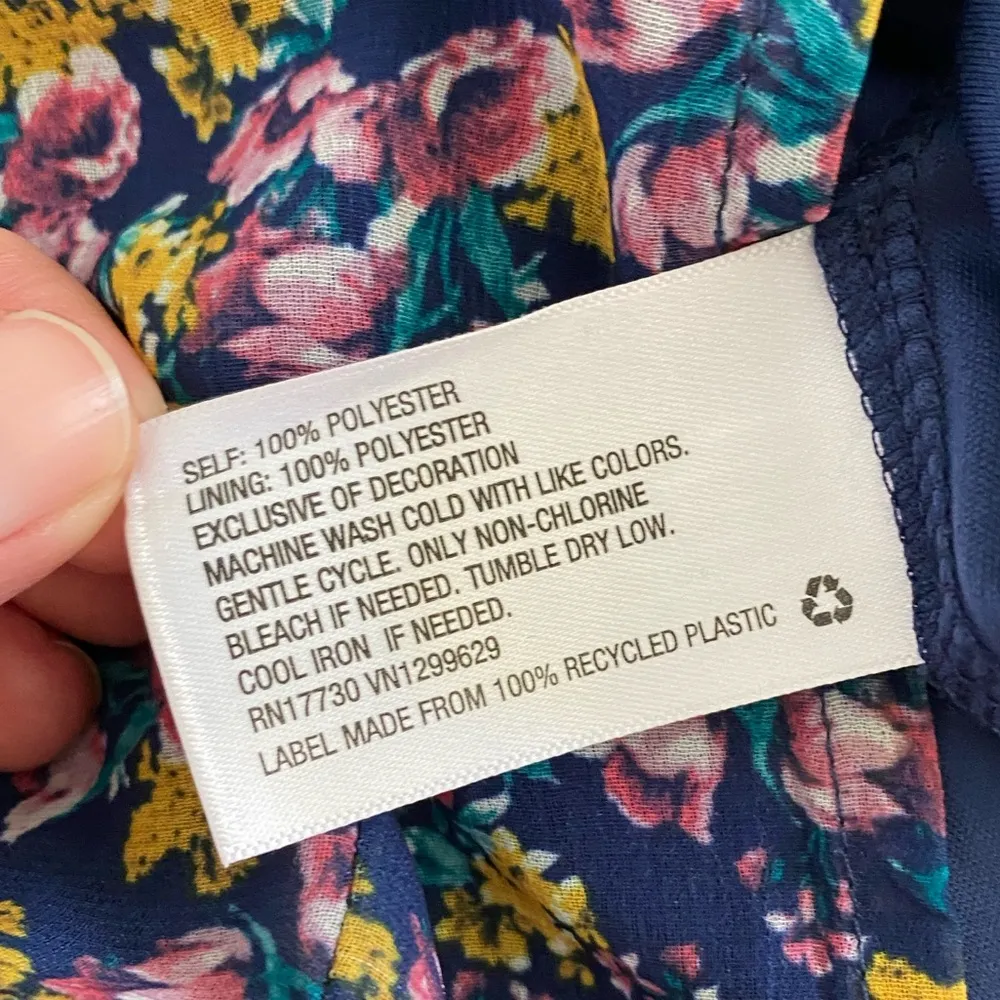 SELF: 100% POLYESTER
LINING: 100% POLYESTER
EXCLUSIVE OF DECORATION
MACHINE WASH COLD WITH LIKE COLORS.
GENTLE CYCLE. ONLY NON-CHLORINE
BLEACH IF NEEDED. TUMBLE DRY LOW.
COOL IRON IF NEEDED.
RN17730 VN1299629
LABEL MADE FROM 100% RECYCLED PLASTIC